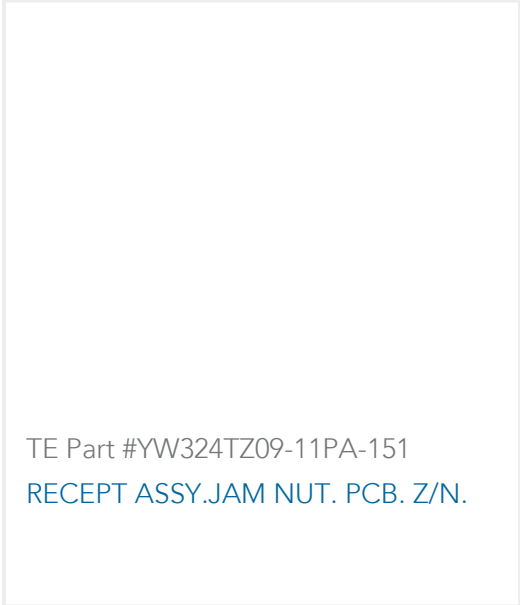 TE Part #YW324TZ09-11PA-151
RECEPT ASSY.JAM NUT. PCB. Z/N.